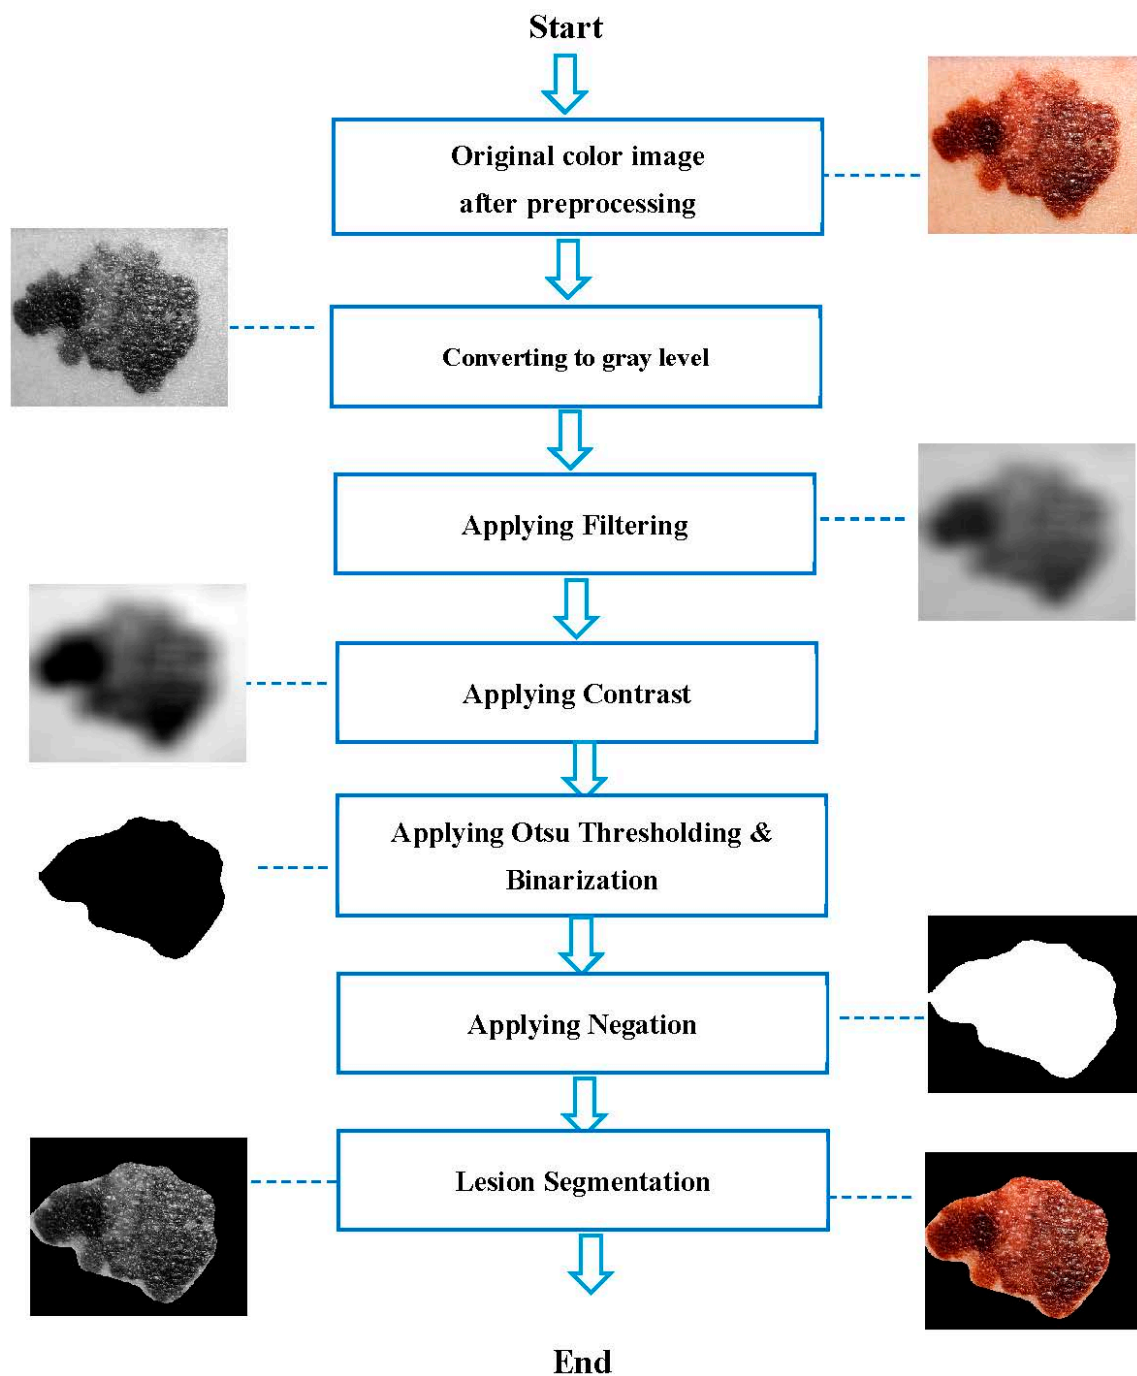 Start
Original color image
after preprocessing
Converting to gray level
Applying Filtering
Applying Contrast
Applying Otsu Thresholding &
Binarization
Applying Negation
Lesion Segmentation
End